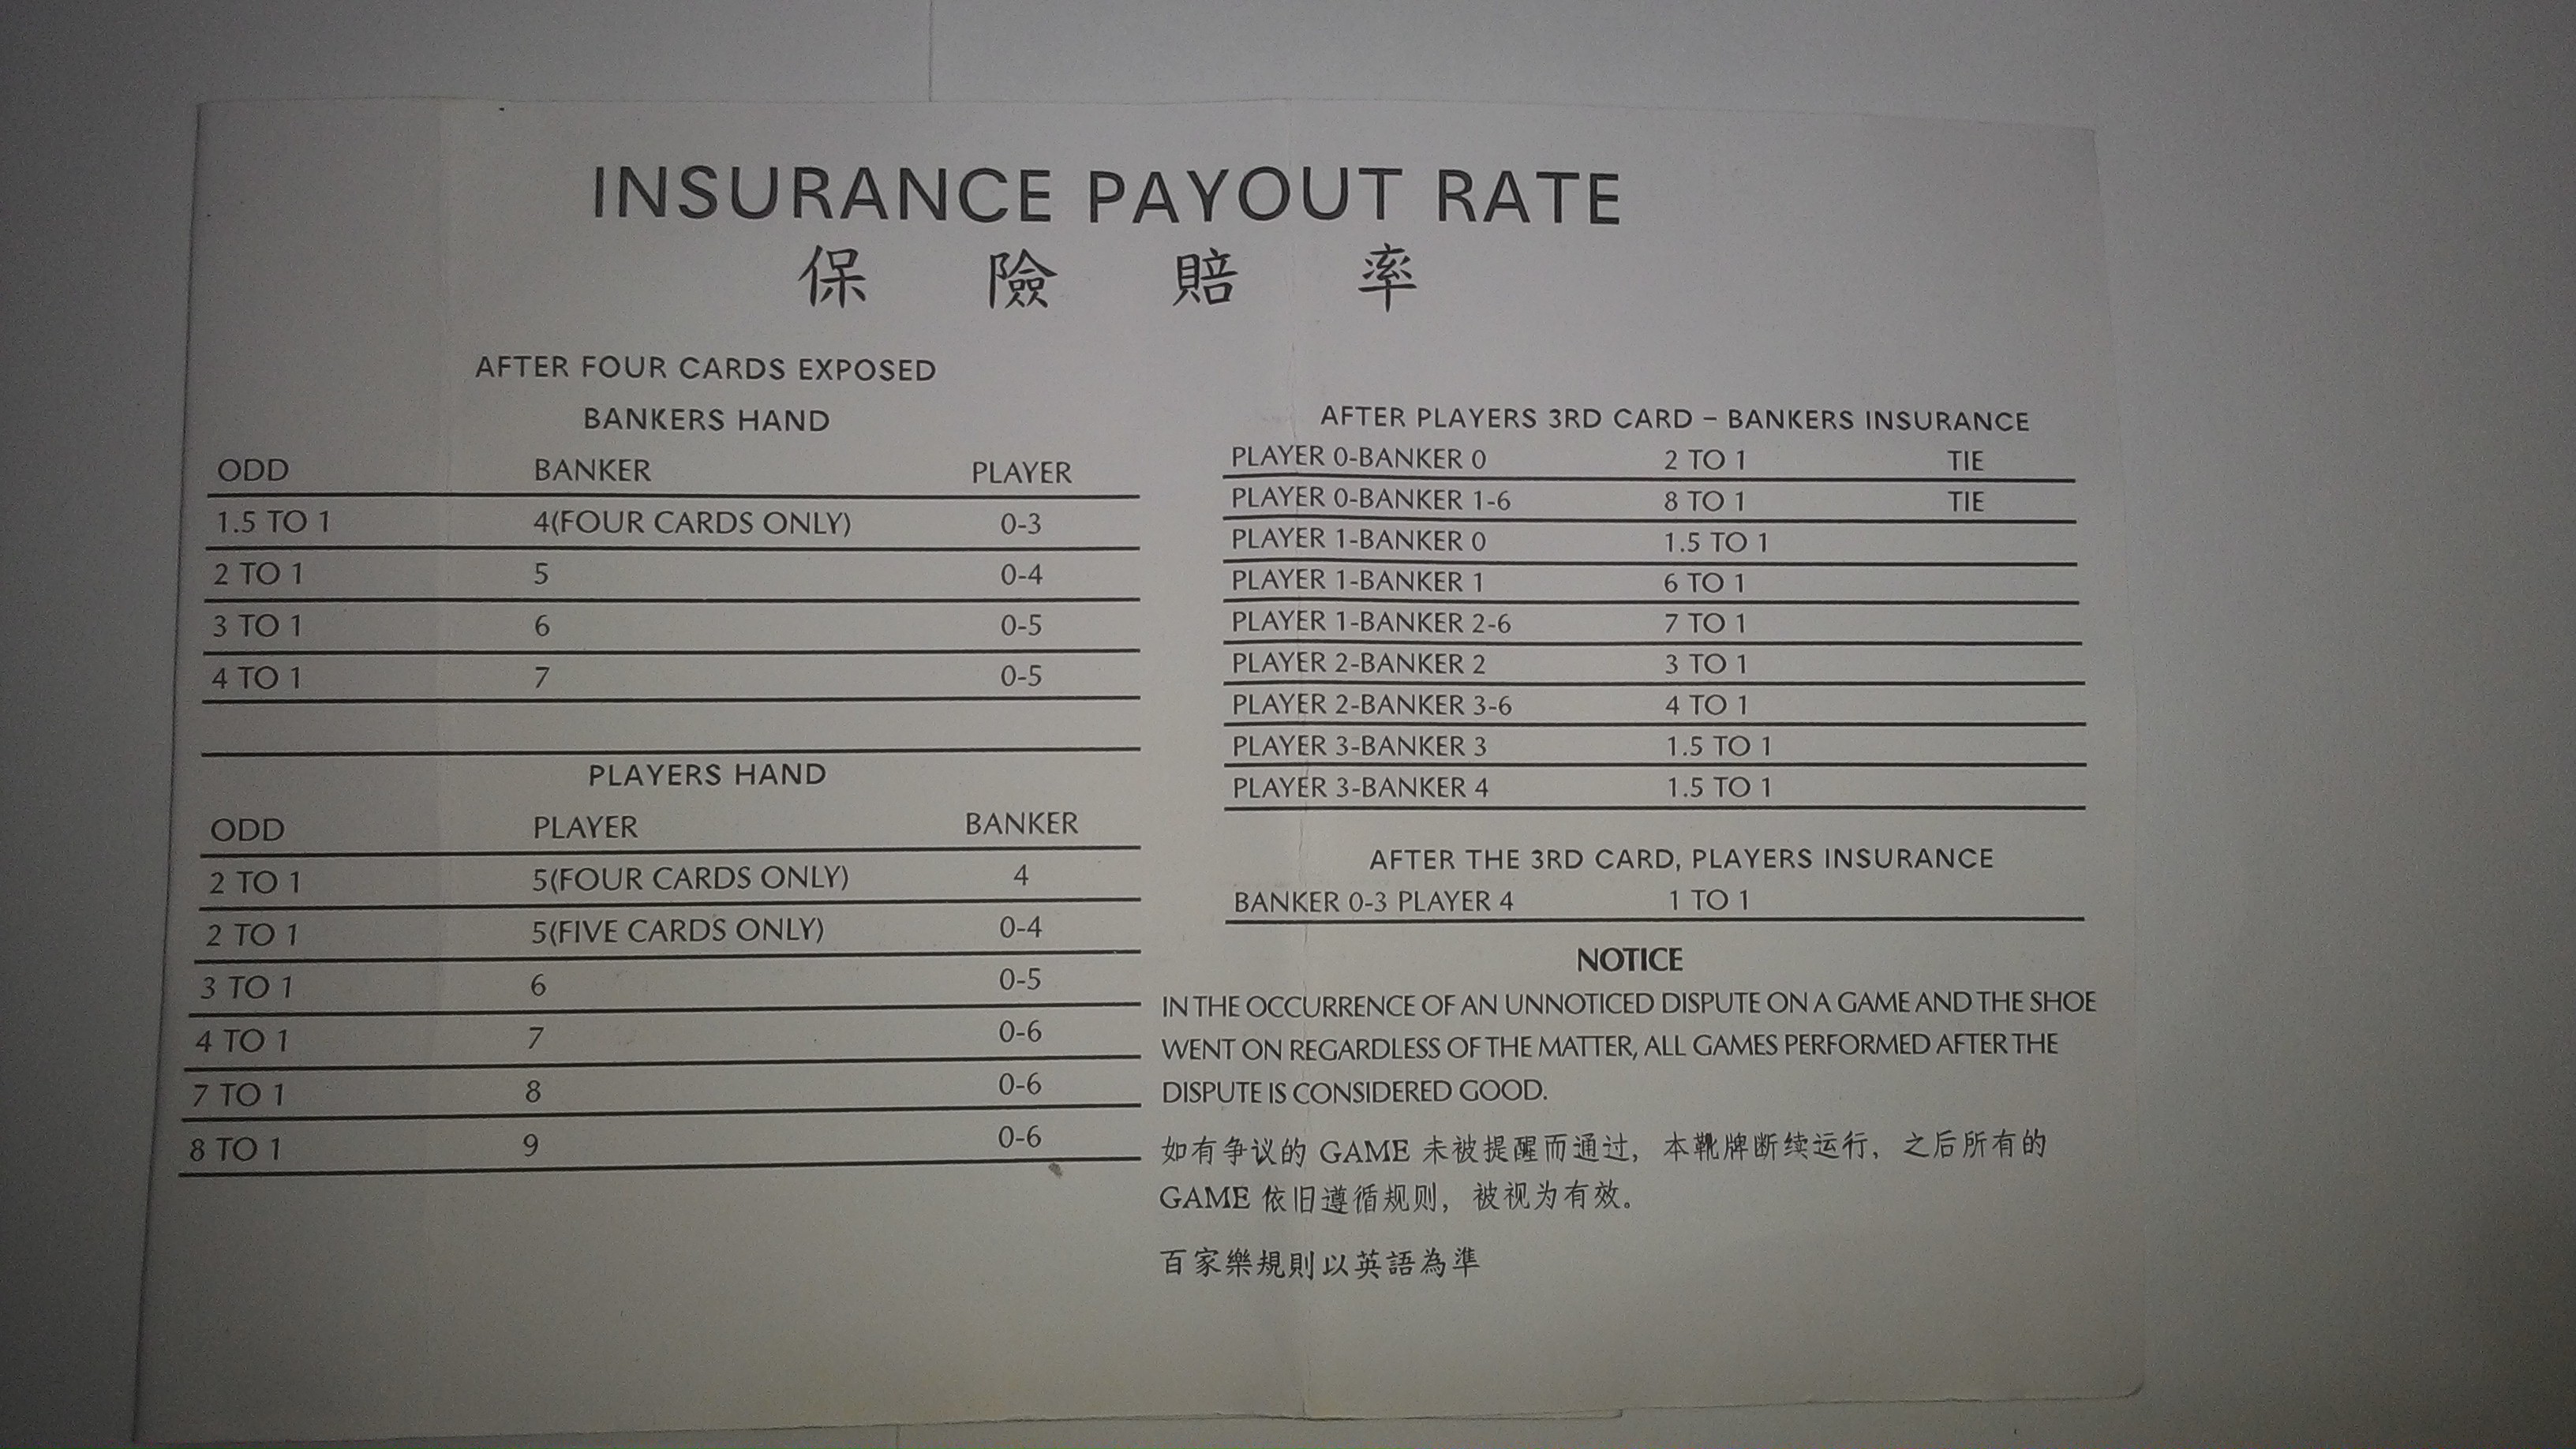 INSURANCE PAYOUT RATE
保 險 賠 率
AFTER FOUR CARDS EXPOSED
BANKERS HAND
ODD BANKER PLAYER
1.5 TO 1 4(FOUR CARDS ONLY) 0-3
2 TO 1 5 0-4
3 TO 1 6 0-5
4 TO 1 7 0-5
PLAYERS HAND
ODD PLAYER BANKER
2 TO 1 5(FOUR CARDS ONLY) 4
2 TO 1 5(FIVE CARDS ONLY) 0-4
3 TO 1 6 0-5
4 TO 1 7 0-6
7 TO 1 8 0-6
8 TO 1 9 0-6
AFTER PLAYERS 3RD CARD – BANKERS INSURANCE
PLAYER 0-BANKER 0 2 TO 1 TIE
PLAYER 0-BANKER 1-6 8 TO 1 TIE
PLAYER 1-BANKER 0 1.5 TO 1
PLAYER 1-BANKER 1 6 TO 1
PLAYER 1-BANKER 2-6 7 TO 1
PLAYER 2-BANKER 2 3 TO 1
PLAYER 2-BANKER 3-6 4 TO 1
PLAYER 3-BANKER 3 1.5 TO 1
PLAYER 3-BANKER 4 1.5 TO 1
AFTER THE 3RD CARD, PLAYERS INSURANCE
BANKER 0-3 PLAYER 4 1 TO 1
NOTICE
IN THE OCCURRENCE OF AN UNNOTICED DISPUTE ON A GAME AND THE SHOE
WENT ON REGARDLESS OF THE MATTER, ALL GAMES PERFORMED AFTER THE
DISPUTE IS CONSIDERED GOOD.
如有争议的 GAME 未被提醒而通过，本靴牌断续运行，之后所有的
GAME 依旧遵循规则，被视为有效。
百家樂規則以英語為準